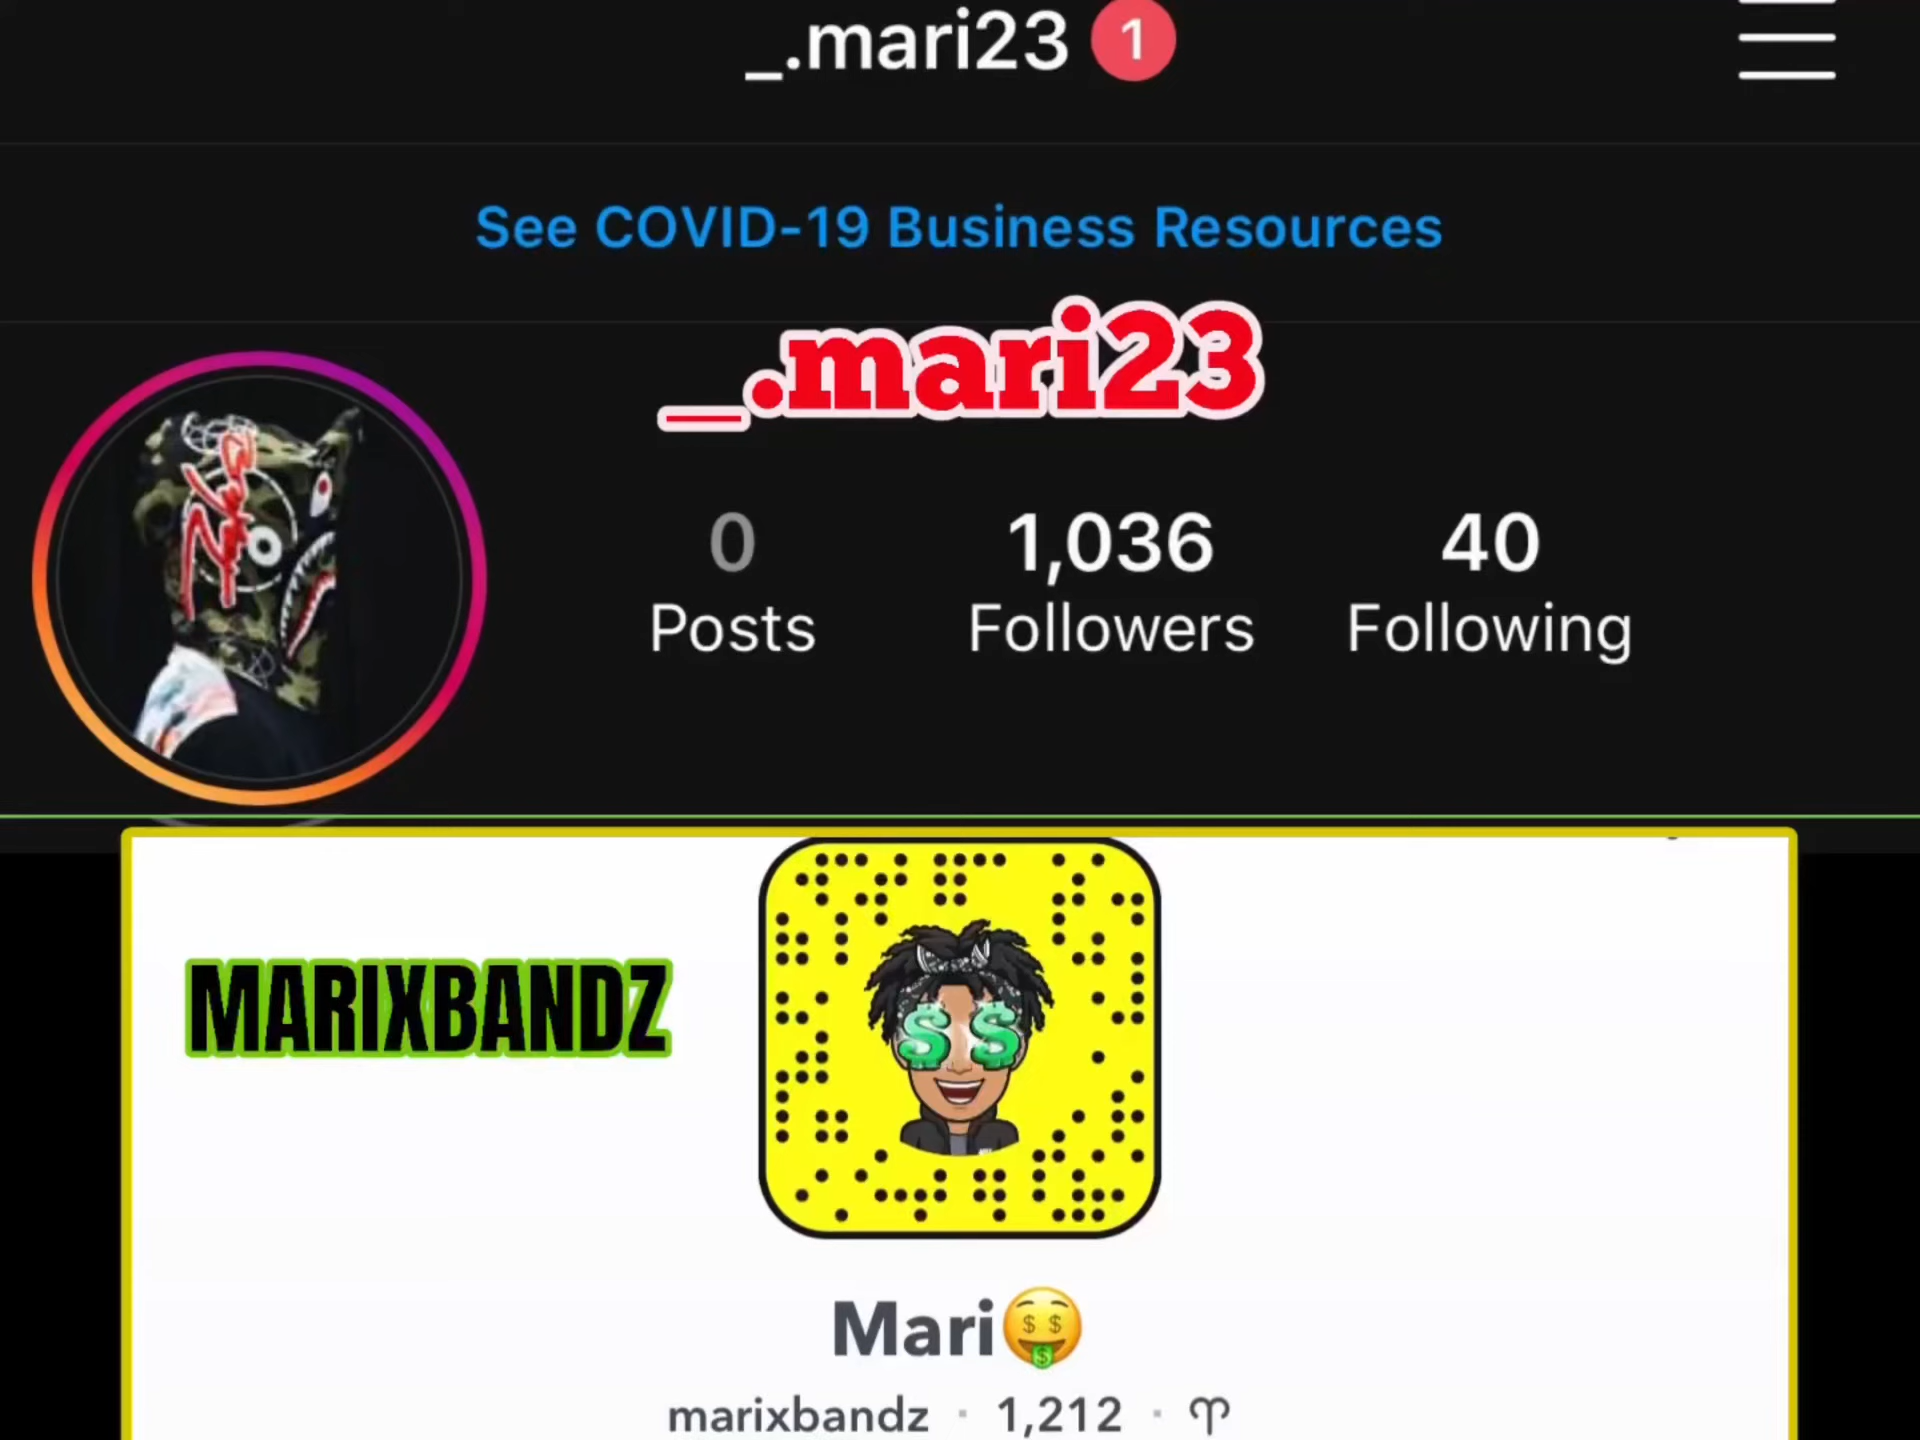 _.mari23 1
See COVID-19 Business Resources
_.mari23
0 1,036 40
Posts Followers Following
MARIXBANDZ
Mari🤑
marixbandz · 1,212 · ♈︎